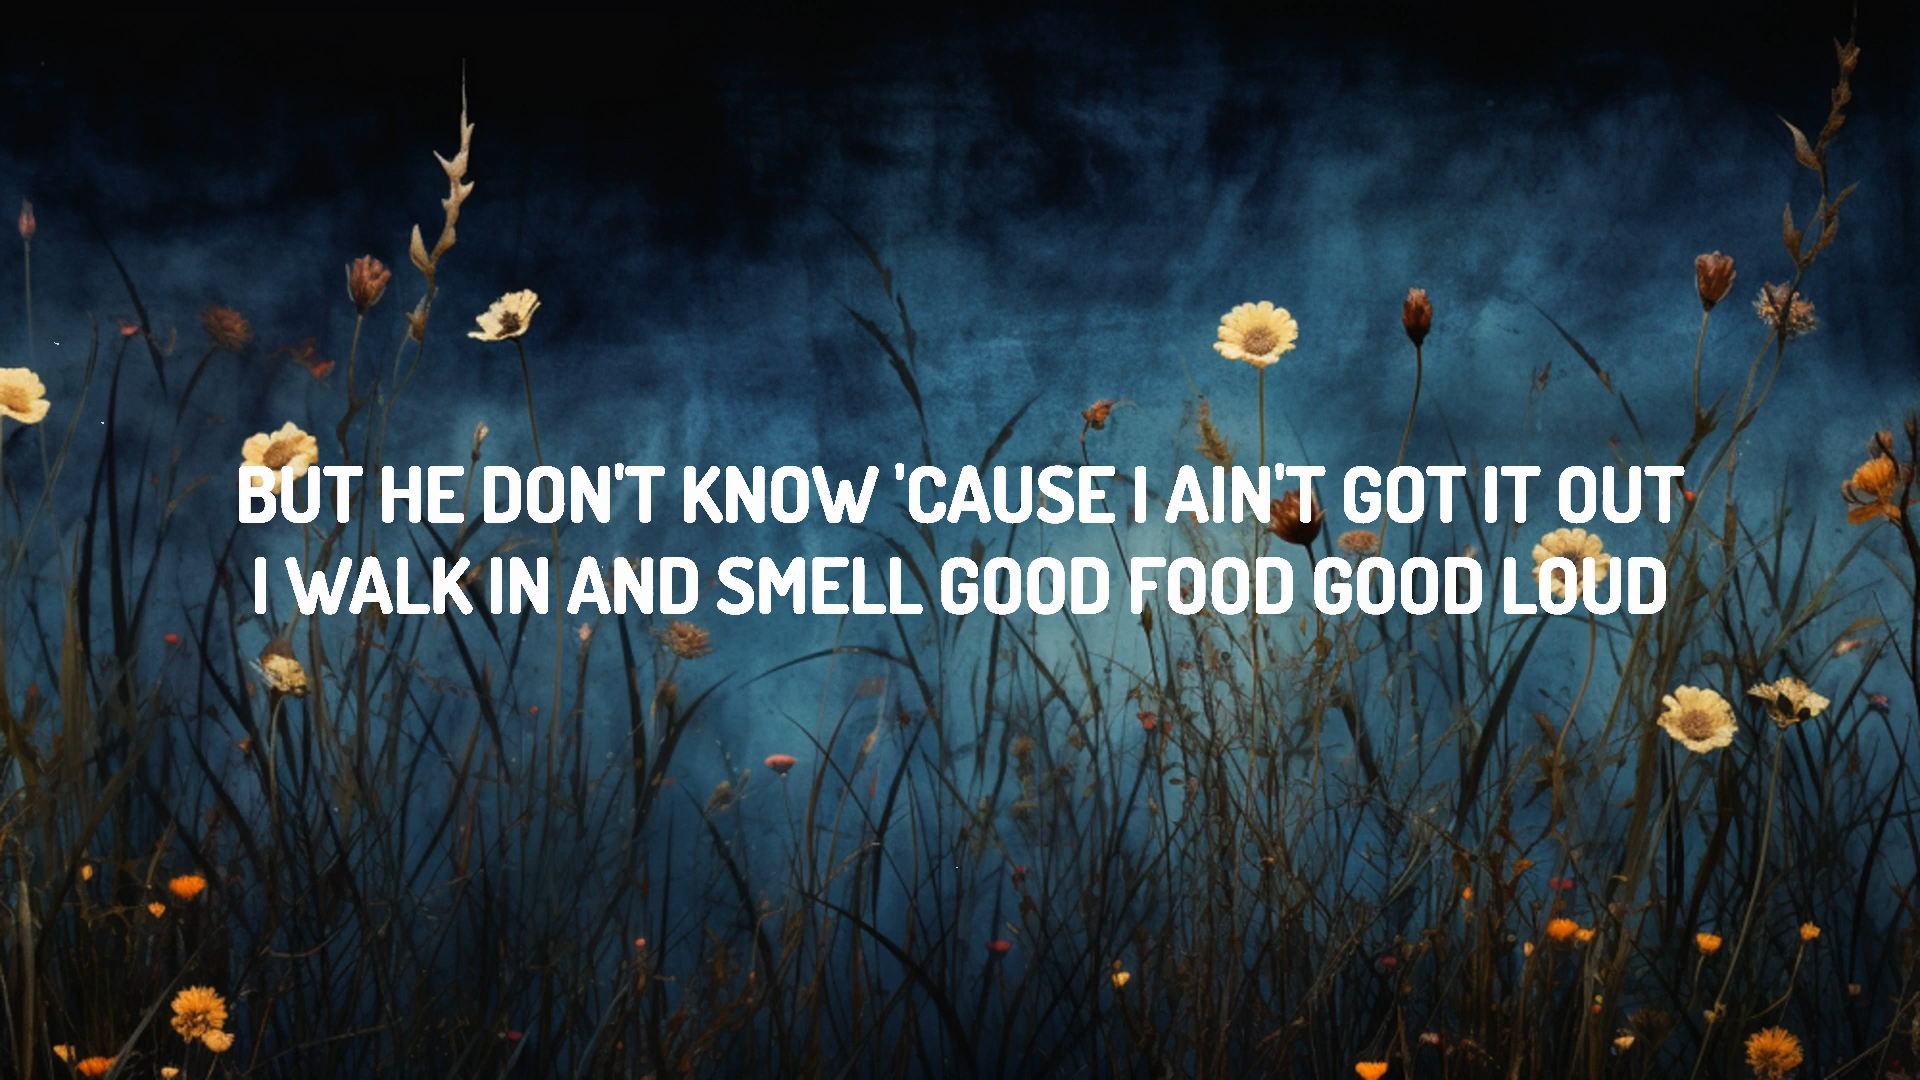 BUT HE DON'T KNOW 'CAUSE I AIN'T GOT IT OUT
I WALK IN AND SMELL GOOD FOOD GOOD LOUD